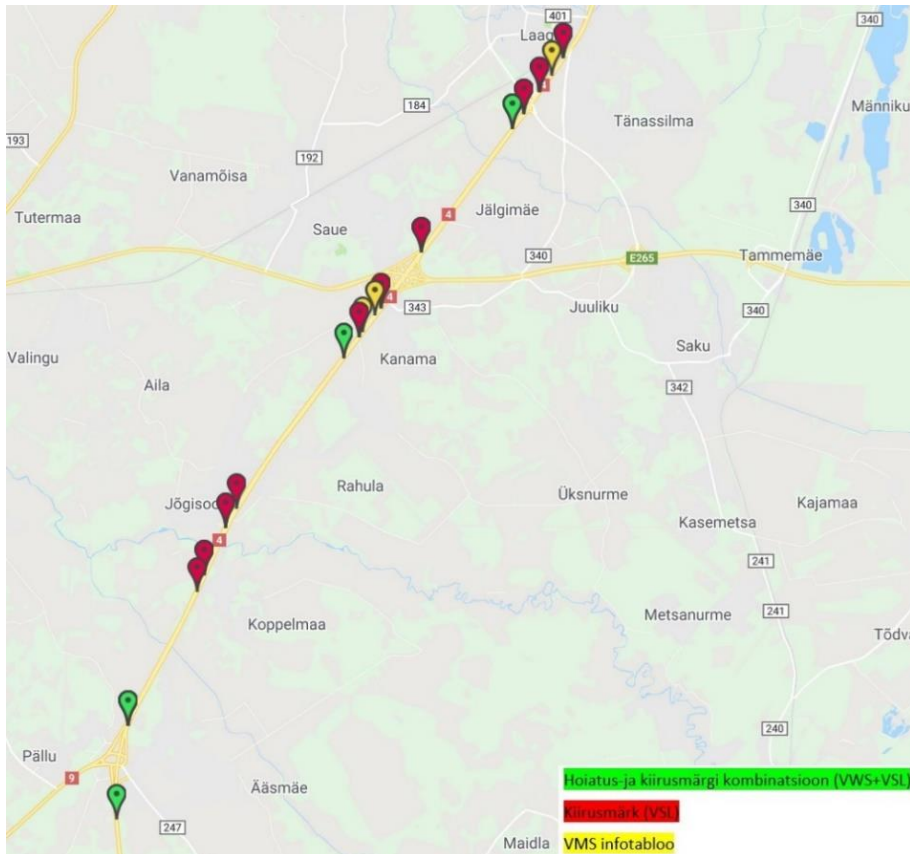 401
Laag
340
184
Tänassilma
Männiku
193
192
Vanamõisa
340
Tutermaa
4
Jälgimäe
Saue
340
E265
Tammemäe
4
343
340
Juuliku
Valingu
Kanama
Saku
Aila
342
Jõgisoo
Rahula
Üksnurme
Kajamaa
Kasemetsa
4
241
Metsanurme
241
Koppelmaa
Tõdva
240
Pällu
9
Ääsmäe
Hoiatus-ja kiirusmärgi kombinatsioon (VWS+VSL)
Kiirusmärk (VSL)
247
Maidla
VMS infotabloo